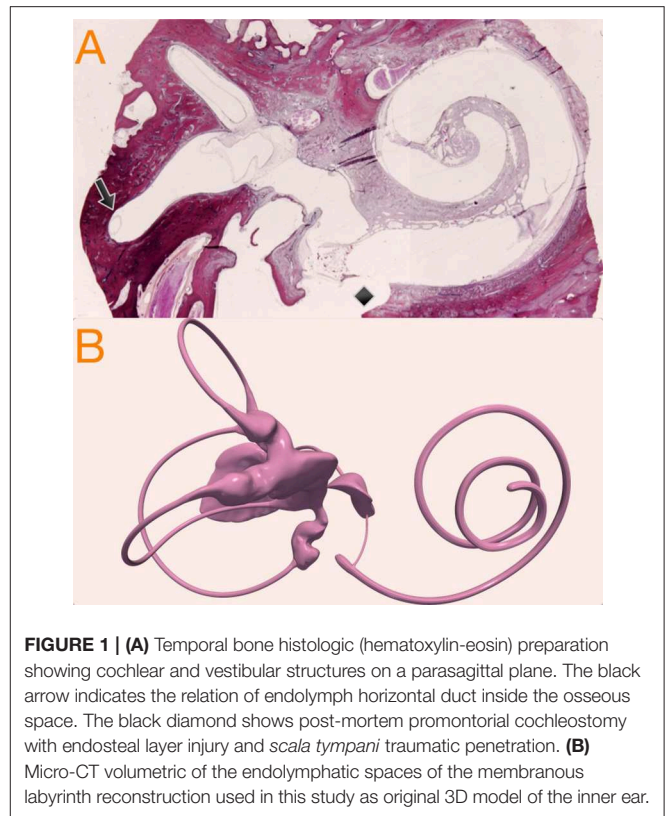 A
B
FIGURE 1 | (A) Temporal bone histologic (hematoxylin-eosin) preparation
showing cochlear and vestibular structures on a parasagittal plane. The black
arrow indicates the relation of endolymph horizontal duct inside the osseous
space. The black diamond shows post-mortem promontorial cochleostomy
with endosteal layer injury and scala tympani traumatic penetration. (B)
Micro-CT volumetric of the endolymphatic spaces of the membranous
labyrinth reconstruction used in this study as original 3D model of the inner ear.